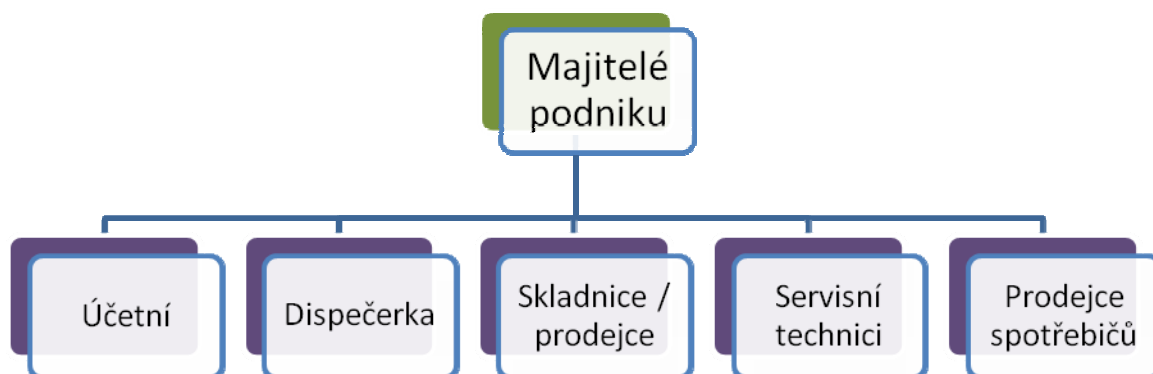 Majitelé
podniku
Účetní
Dispečerka
Skladnice /
prodejce
Servisní
technici
Prodejce
spotřebičů